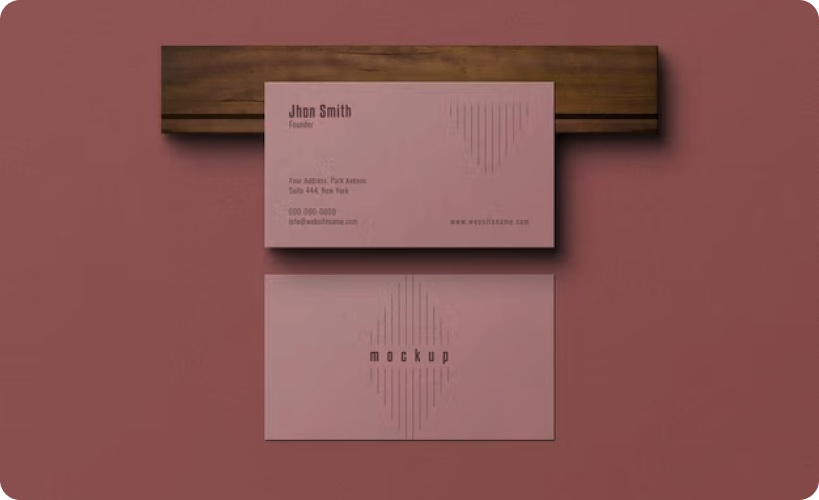 Jhon Smith
Founder
Your Address, Park Avenue
Suite 444, New York
000-000-0000
info@websitename.com
www.websitename.com
mockup